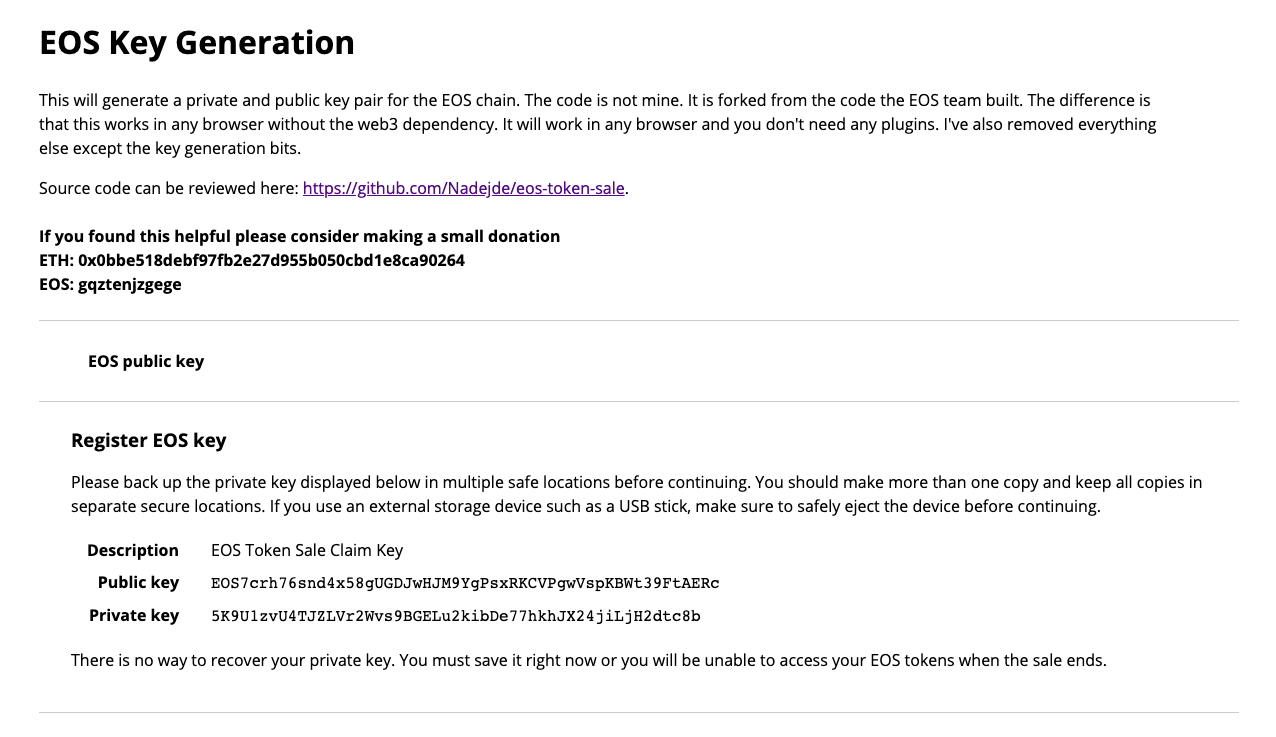 EOS Key Generation
This will generate a private and public key pair for the EOS chain. The code is not mine. It is forked from the code the EOS team built. The difference is
that this works in any browser without the web3 dependency. It will work in any browser and you don't need any plugins. I've also removed everything
else except the key generation bits.
Source code can be reviewed here: https://github.com/Nadejde/eos-token-sale.
If you found this helpful please consider making a small donation
ETH: 0x0bbe518debf97fb2e27d955b050cbd1e8ca90264
EOS: gqztenjzgege
EOS public key
Register EOS key
Please back up the private key displayed below in multiple safe locations before continuing. You should make more than one copy and keep all copies in
separate secure locations. If you use an external storage device such as a USB stick, make sure to safely eject the device before continuing.
Description EOS Token Sale Claim Key
Public key EOS7crh76snd4x58gUGDJwHJM9YgPsxRKCVPgwVspKBWt39FtAERc
Private key 5K9U1zvU4TJZLVr2Wvs9BGELu2kibDe77hkhJX24jiLjH2dtc8b
There is no way to recover your private key. You must save it right now or you will be unable to access your EOS tokens when the sale ends.